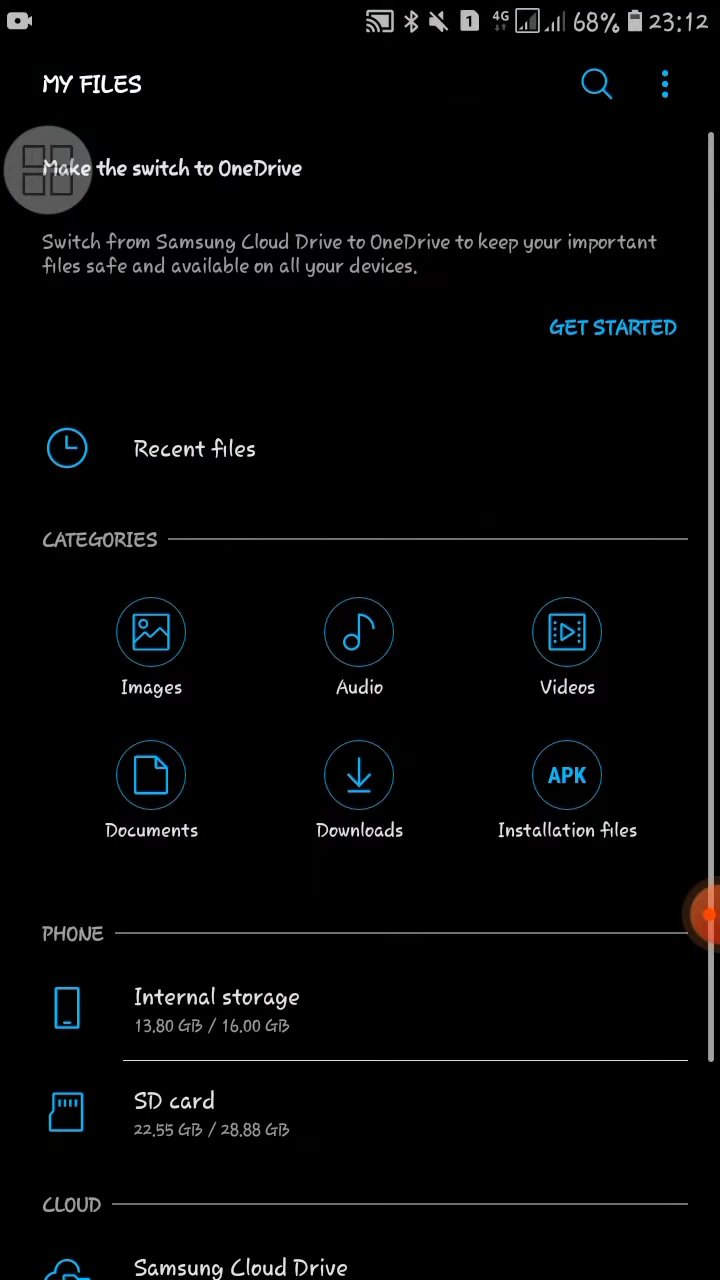 1 4G 68% 23:12
MY FILES
Make the switch to OneDrive
Switch from Samsung Cloud Drive to OneDrive to keep your important
files safe and available on all your devices.
GET STARTED
Recent files
CATEGORIES
Images Audio Videos
APK
Documents Downloads Installation files
PHONE
Internal storage
13.80 GB / 16.00 GB
SD card
22.55 GB / 28.88 GB
CLOUD
Samsung Cloud Drive